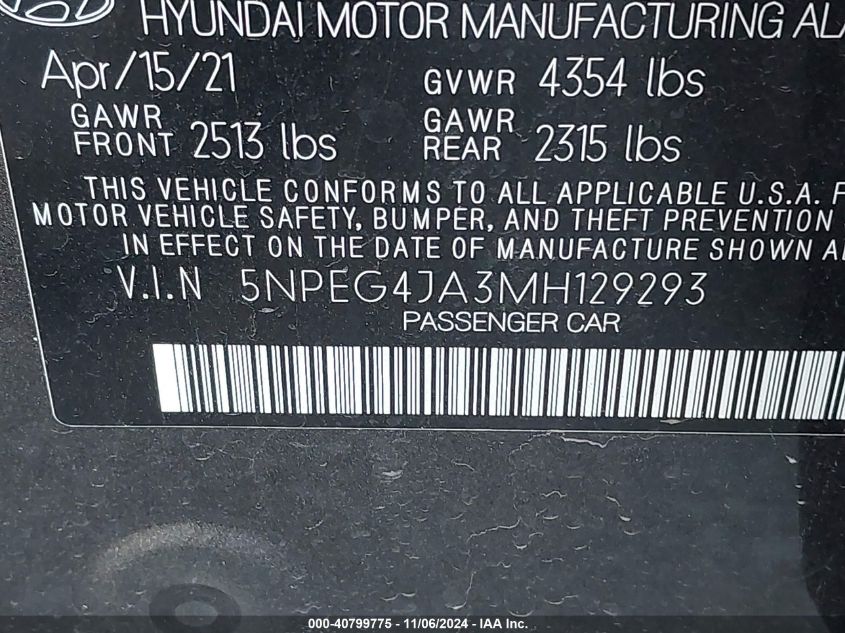 HYUNDAI MOTOR MANUFACTURING
Apr/15/21 GVWR 4354 lbs
GAWR FRONT 2513 lbs GAWR REAR 2315 lbs
THIS VEHICLE CONFORMS TO ALL APPLICABLE U.S.A.
MOTOR VEHICLE SAFETY, BUMPER, AND THEFT PREVENTION
IN EFFECT ON THE DATE OF MANUFACTURE SHOWN
V.I.N 5NPEG4JA3MH129293
PASSENGER CAR
000-40799775 - 11/06/2024 - IAA Inc.